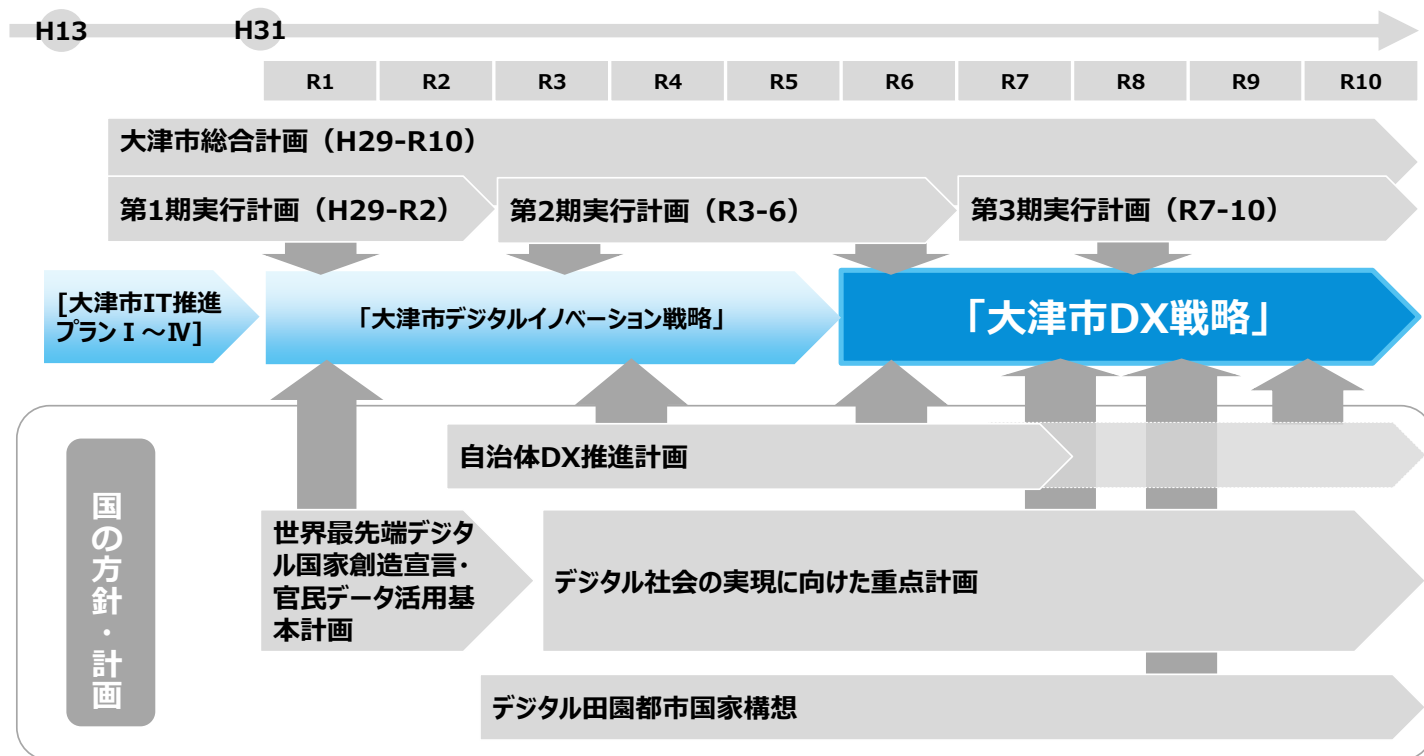 H13
H31
R1
R2
R3
R4
R5
R6
R7
R8
R9
R10
大津市総合計画（H29-R10）
第1期実行計画（H29-R2）
第2期実行計画（R3-6）
第3期実行計画（R7-10）
[大津市IT推進
プランⅠ～Ⅳ]
「大津市デジタルイノベーション戦略」
「大津市DX戦略」
国の方針・計画
自治体DX推進計画
世界最先端デジタ
ル国家創造宣言・
官民データ活用基
本計画
デジタル社会の実現に向けた重点計画
デジタル田園都市国家構想